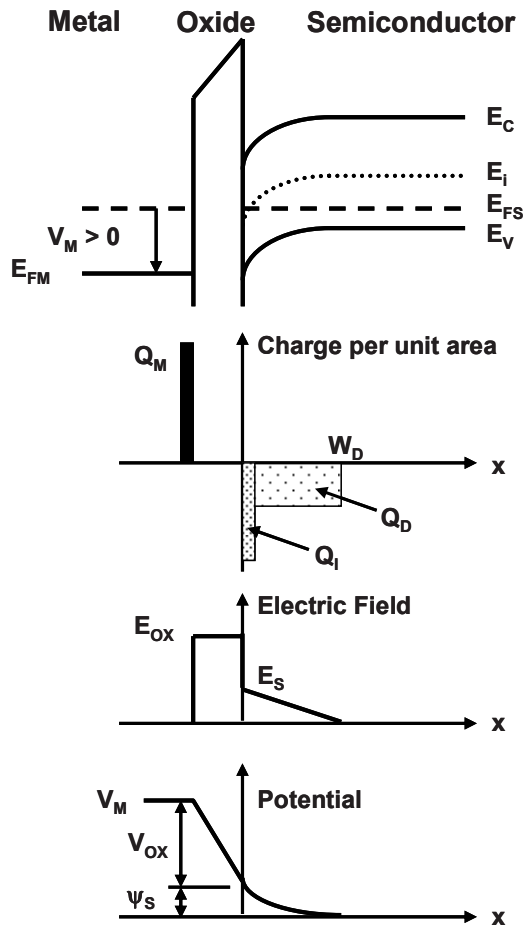 Metal Oxide Semiconductor
E_C
E_i
E_FS
E_V
V_M > 0
E_FM
Charge per unit area
Q_M
W_D
x
Q_D
Q_I
Electric Field
E_OX
E_S
x
V_M
Potential
V_OX
ψ_S
x